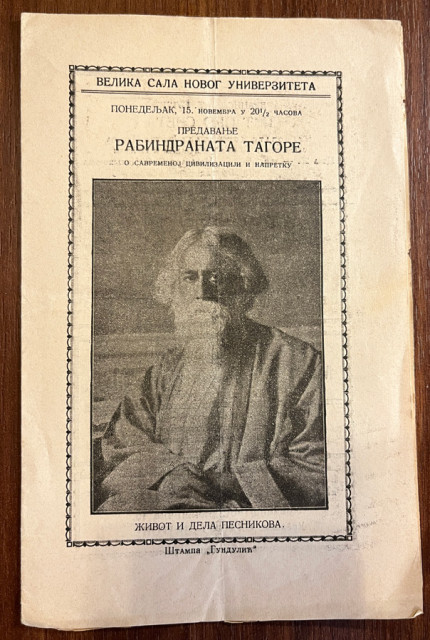 ВЕЛИКА САЛА НОВОГ УНИВЕРЗИТЕТА
ПОНЕДЕЉАК, 15. НОВЕМБРА У 20½ ЧАСОВА
ПРЕДАВАЊЕ
РАБИНДРАНАТА ТАГОРЕ
О САВРЕМЕНОЈ ЦИВИЛИЗАЦИЈИ И НАПРЕТКУ
ЖИВОТ И ДЕЛА ПЕСНИКОВА.
Штампа „Гундулић“